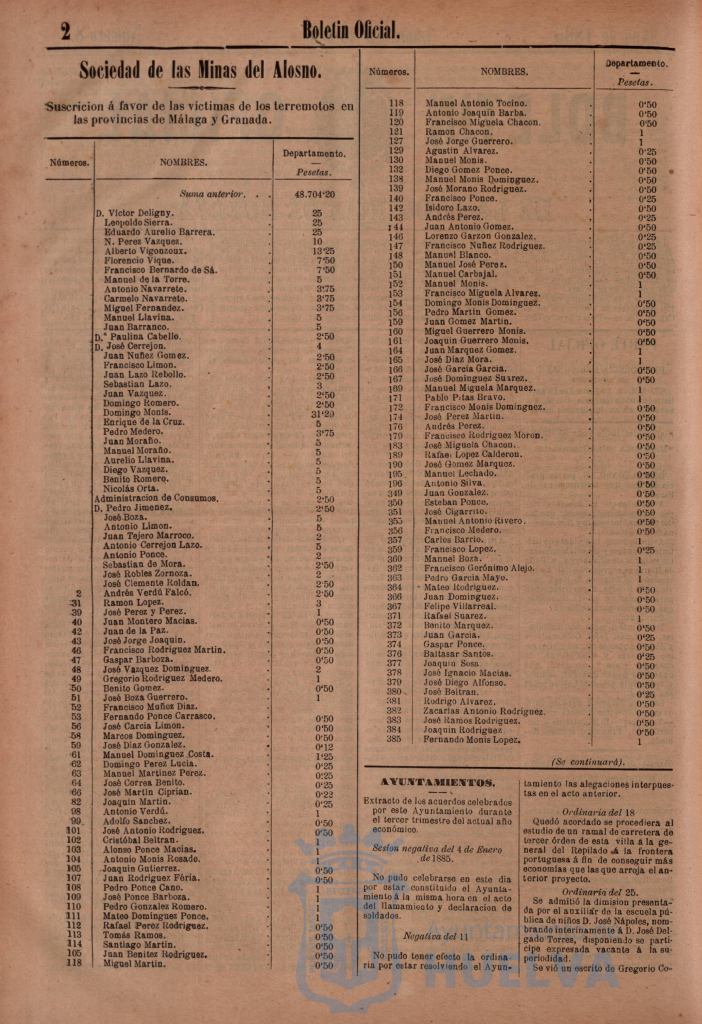 2
Boletin Oficial.
Sociedad de las Minas del Alosno.
Suscricion á favor de las víctimas de los terremotos en
las provincias de Málaga y Granada.
Números. NOMBRES. Departamento.
Pesetas.
Suma anterior. . . 48.704'20
D. Víctor Deligny. 25
Leopoldo Sierra. 25
Eduardo Aurelio Barrera. 25
N. Perez Vazquez. 10
Alberto Vigonzoux. 13'25
Florencio Vique. 7'50
Francisco Bernardo de Sá. 7'50
Manuel de la Torre. 5
Antonio Navarrete. 3'75
Carmelo Navarrete. 3'75
Miguel Fernandez. 3'75
Manuel Llavina. 5
Juan Barranco. 5
D.ª Paulina Cabello. 2'50
D. José Cerrejon. 4
Juan Nuñez Gomez. 2'50
Francisco Limon. 2'50
Juan Lazo Rebollo. 2'50
Sebastian Lazo. 3
Juan Vazquez. 2'50
Domingo Romero. 2'50
Domingo Monis. 31'29
Enrique de la Cruz. 5
Pedro Medero. 3'75
Juan Moraño. 5
Manuel Moraño. 5
Aurelio Llavina. 5
Diego Vazquez. 5
Benito Romero. 5
Nicolás Orta. 5
Administracion de Consumos. 2'50
D. Pedro Jimenez. 2'50
José Boza. 5
Antonio Limon. 5
Juan Tejero Marroco. 2
Antonio Cerrejon Lazo. 5
Antonio Ponce. 2
Sebastian de Mora. 2'50
José Robles Zornoza. 2
José Clemente Roldan. 2'50
2 Andrés Verdú Falcó. 2'50
31 Ramon Lopez. 3
39 José Perez y Perez. 1
40 Juan Montero Macias. 0'50
42 Juan de la Paz. 0'50
43 José Jorge Joaquin. 0'50
46 Francisco Rodriguez Martin. 0'50
47 Gaspar Barboza. 0'50
48 José Vazquez Dominguez. 2
49 Gregorio Rodriguez Medero. 1
50 Benito Gomez. 0'50
51 José Boza Guerrero. 1
52 Francisco Muñoz Diaz.
53 Fernando Ponce Carrasco. 0'50
56 José Garcia Limon. 0'50
58 Marcos Dominguez. 0'50
59 José Diaz Gonzalez. 0'12
61 Manuel Dominguez Costa. 1'25
62 Domingo Perez Lucia. 0'25
63 Manuel Martinez Perez. 0'25
64 José Correa Benito. 0'25
66 José Martin Ciprian. 0'22
82 Joaquin Martin. 0'25
98 Antonio Verdú. 1
99 Adolfo Sanchez. 0'50
101 José Antonio Rodriguez. 0'50
102 Cristóbal Beltran. 1
103 Alonso Ponce Macias. 1
104 Antonio Monis Rosado. 1
105 Joaquin Gutierrez. 0'50
107 Juan Rodriguez Féria. 0'50
108 Pedro Ponce Cano. 1
109 José Ponce Barboza. 1
110 Pedro Gonzalez Romero. 1
111 Mateo Dominguez Ponce. 1
112 Rafael Perez Rodriguez. 0'50
113 Tomás Ramos. 0'50
114 Santiago Martin. 0'50
105 Juan Benitez Rodriguez. 0'50
118 Miguel Martin. 0'50
Números. NOMBRES. Departamento.
Pesetas.
118 Manuel Antonio Tocino. 0'50
119 Antonio Joaquin Barba. 0'50
120 Francisco Miguela Chacon. 0'50
121 Ramon Chacon. 1
127 José Jorge Guerrero. 1
129 Agustin Alvarez. 0'25
130 Manuel Monis. 0'50
132 Diego Gomez Ponce. 0'50
138 Manuel Monis Dominguez. 0'50
139 José Morano Rodriguez. 0'50
140 Francisco Ponce. 0'25
142 Isidoro Lazo. 0'50
143 Andrés Perez. 0'25
144 Juan Antonio Gomez. 0'50
146 Lorenzo Garzon Gonzalez. 0'25
147 Francisco Nuñez Rodriguez. 0'25
148 Manuel Blanco. 0'50
150 Manuel José Perez. 0'50
151 Manuel Carbajal. 0'50
152 Manuel Monis. 1
153 Francisco Miguela Alvarez. 1
154 Domingo Monis Dominguez. 0'50
156 Pedro Martin Gomez. 0'50
159 Juan Gomez Martin. 0'50
160 Miguel Guerrero Monis. 0'50
161 Joaquin Guerrero Monis. 0'50
164 Juan Marquez Gomez. 1
165 José Diaz Mora. 1
166 José Garcia Garcia. 0'50
167 José Dominguez Suarez. 0'50
169 Manuel Miguela Marquez. 1
171 Pablo Pitas Bravo. 1
172 Francisco Monis Domingnez. 0'50
174 José Perez Martin. 0'50
176 Andrés Perez. 0'50
179 Francisco Rodriguez Moron. 0'50
183 José Miguela Chacon. 0'50
189 Rafael Lopez Calderon. 0'50
190 José Gomez Marquez. 0'50
195 Manuel Lechado. 0'50
196 Antonio Silva. 0'50
349 Juan Gonzalez. 0'50
350 Esteban Ponce. 0'50
351 José Cigarrito. 0'50
355 Manuel Antonio Rivero. 0'50
356 Francisco Medero. 0'50
357 Carlos Barrio. 1
359 Francisco Lopez. 0'25
360 Manuel Boza. 1
362 Francisco Gerónimo Alejo. 1
363 Pedro Garcia Mayo. 1
364 Mateo Rodriguez. 0'50
366 Juan Dominguez. 0'50
367 Felipe Villarreal. 0'50
371 Rafael Suarez. 1
372 Benito Marquez. 0'50
373 Juan Garcia. 0'25
374 Gaspar Ponce. 0'50
376 Baltasar Santos. 0'25
377 Joaquin Sosa. 0'50
378 José Ignacio Macias. 0'50
379 José Diego Alfonso. 0'50
380 José Beltran. 0'25
381 Rodrigo Alvarez. 0'50
382 Zacarias Antonio Rodriguez. 0'50
383 José Ramos Rodriguez. 0'50
384 Joaquin Rodriguez. 0'50
385 Fernando Monis Lopez. 1
(Se continuará).
AYUNTAMIENTOS.
Extracto de los acuerdos celebrados
por este Ayuntamiento durante
el tercer trimestre del actual año
económico.
Sesion negativa del 4 de Enero
de 1885.
No pudo celebrarse en este dia
por estar constituido el Ayunta-
miento á la misma hora en el acto
del llamamiento y declaracion de
soldados.
Negativa del 11
No pudo tener efecto la ordina
ria por estar resolviendo el Ayun-
tamiento las alegaciones interpues-
tas en el acto anterior.
Ordinaria del 18
Quedó acordado se procediera al
estudio de un ramal de carretera de
tercer órden de esta villa á la ge-
neral del Repilado á la frontera
portuguesa á fin de conseguir más
economías que las que arroja el an-
terior proyecto.
Ordinaria del 25.
Se admitió la dimision presenta-
da por el auxiliar de la escuela pú-
blica de niños D. José Nápoles, nom-
brando interinamente á D. José Del-
gado Torres, disponiendo se parti-
cipe expresada vacante á la su-
perioridad.
Se vió un escrito de Gregorio Co-
HUELVA